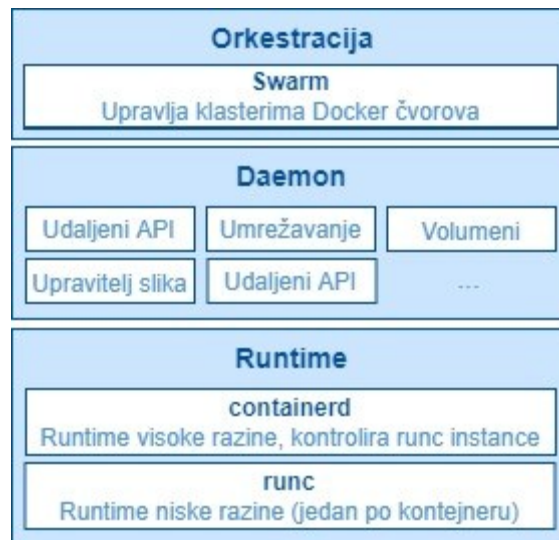 Orkestracija
Swarm
Upravlja klasterima Docker čvorova
Daemon
Udaljeni API
Umrežavanje
Volumeni
Upravitelj slika
Udaljeni API
...
Runtime
containerd
Runtime visoke razine, kontrolira runc instance
runc
Runtime niske razine (jedan po kontejneru)